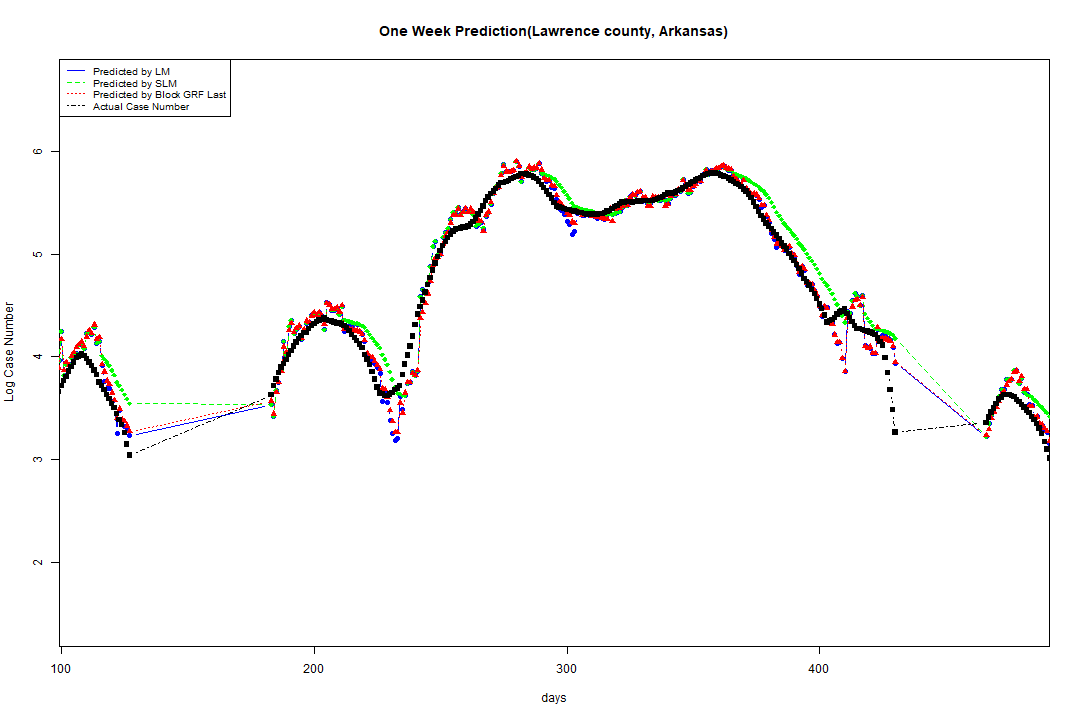 One Week Prediction(Lawrence county, Arkansas)
Predicted by LM
Predicted by SLM
Predicted by Block GRF Last
Actual Case Number
Log Case Number
6
5
4
3
2
100 200 300 400
days